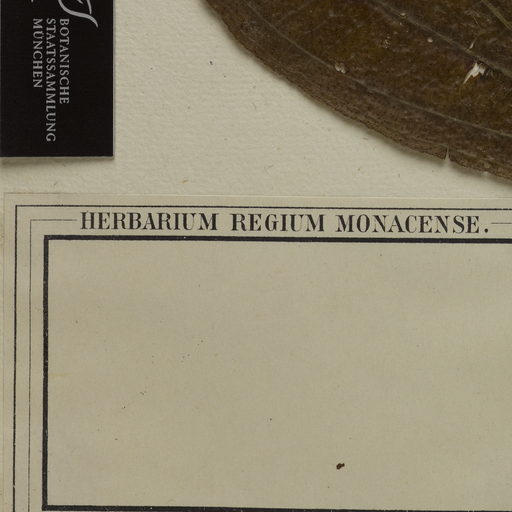 BOTANISCHE
STAATSSAMMLUNG
MÜNCHEN
HERBARIUM REGIUM MONACENSE.